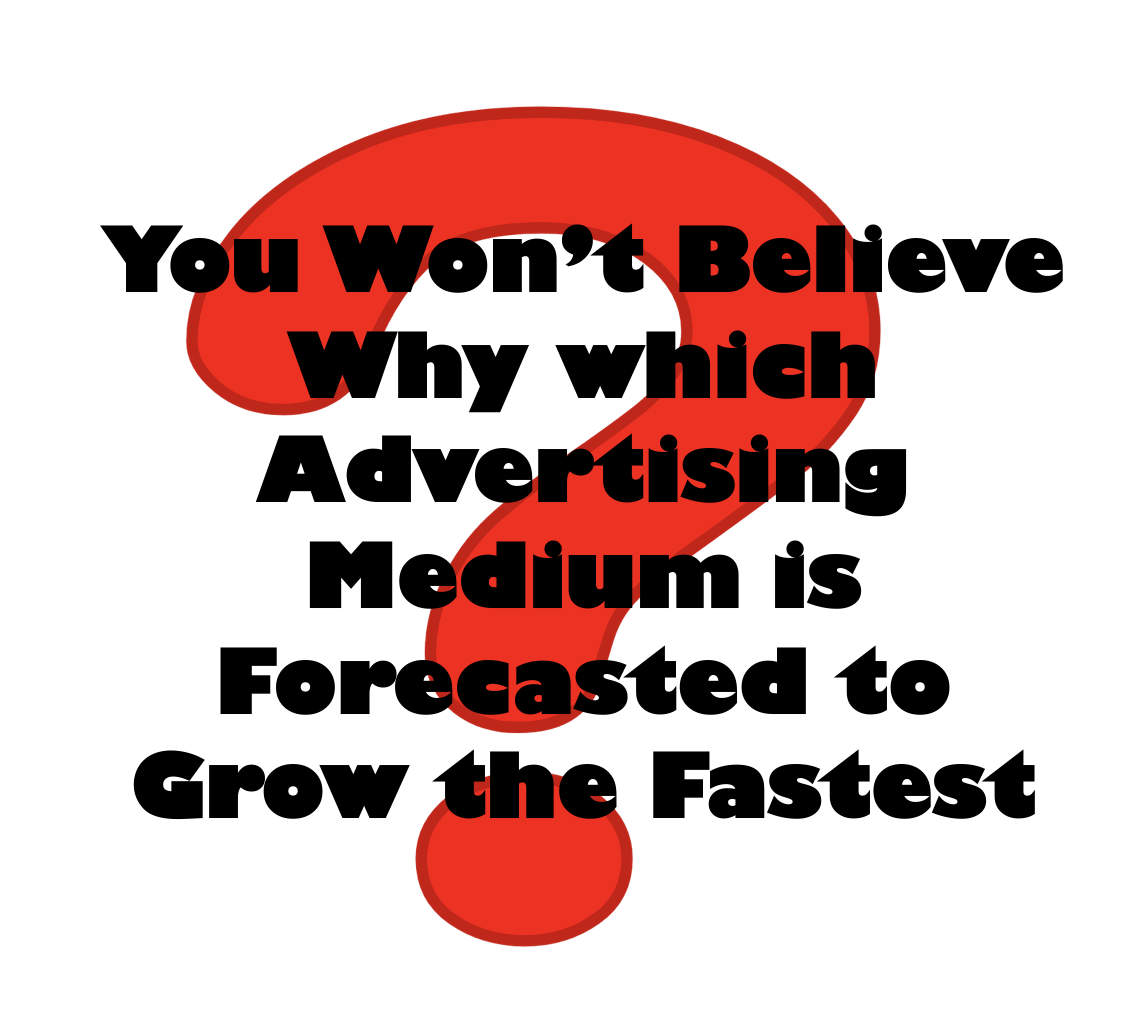 You Won’t Believe
Why which
Advertising
Medium is
Forecasted to
Grow the Fastest